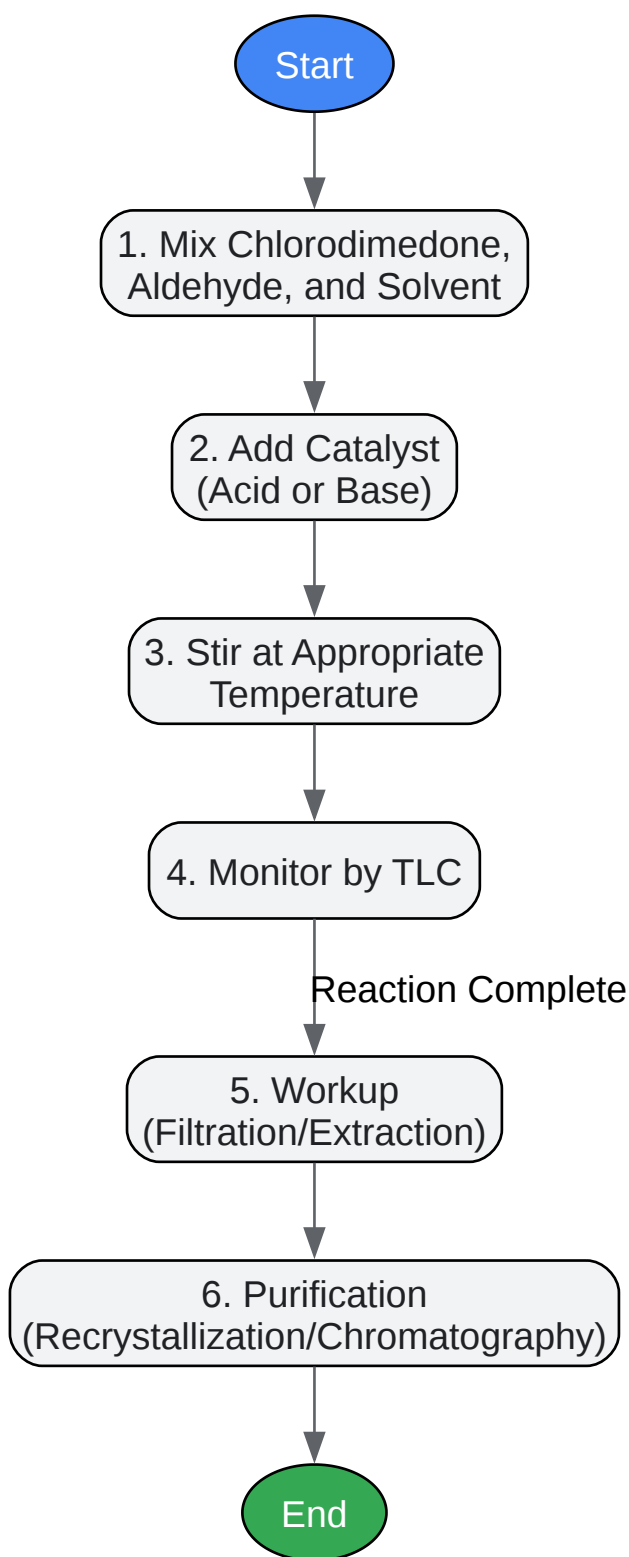 Start
1. Mix Chlorodimedone,
Aldehyde, and Solvent
2. Add Catalyst
(Acid or Base)
3. Stir at Appropriate
Temperature
4. Monitor by TLC
Reaction Complete
5. Workup
(Filtration/Extraction)
6. Purification
(Recrystallization/Chromatography)
End